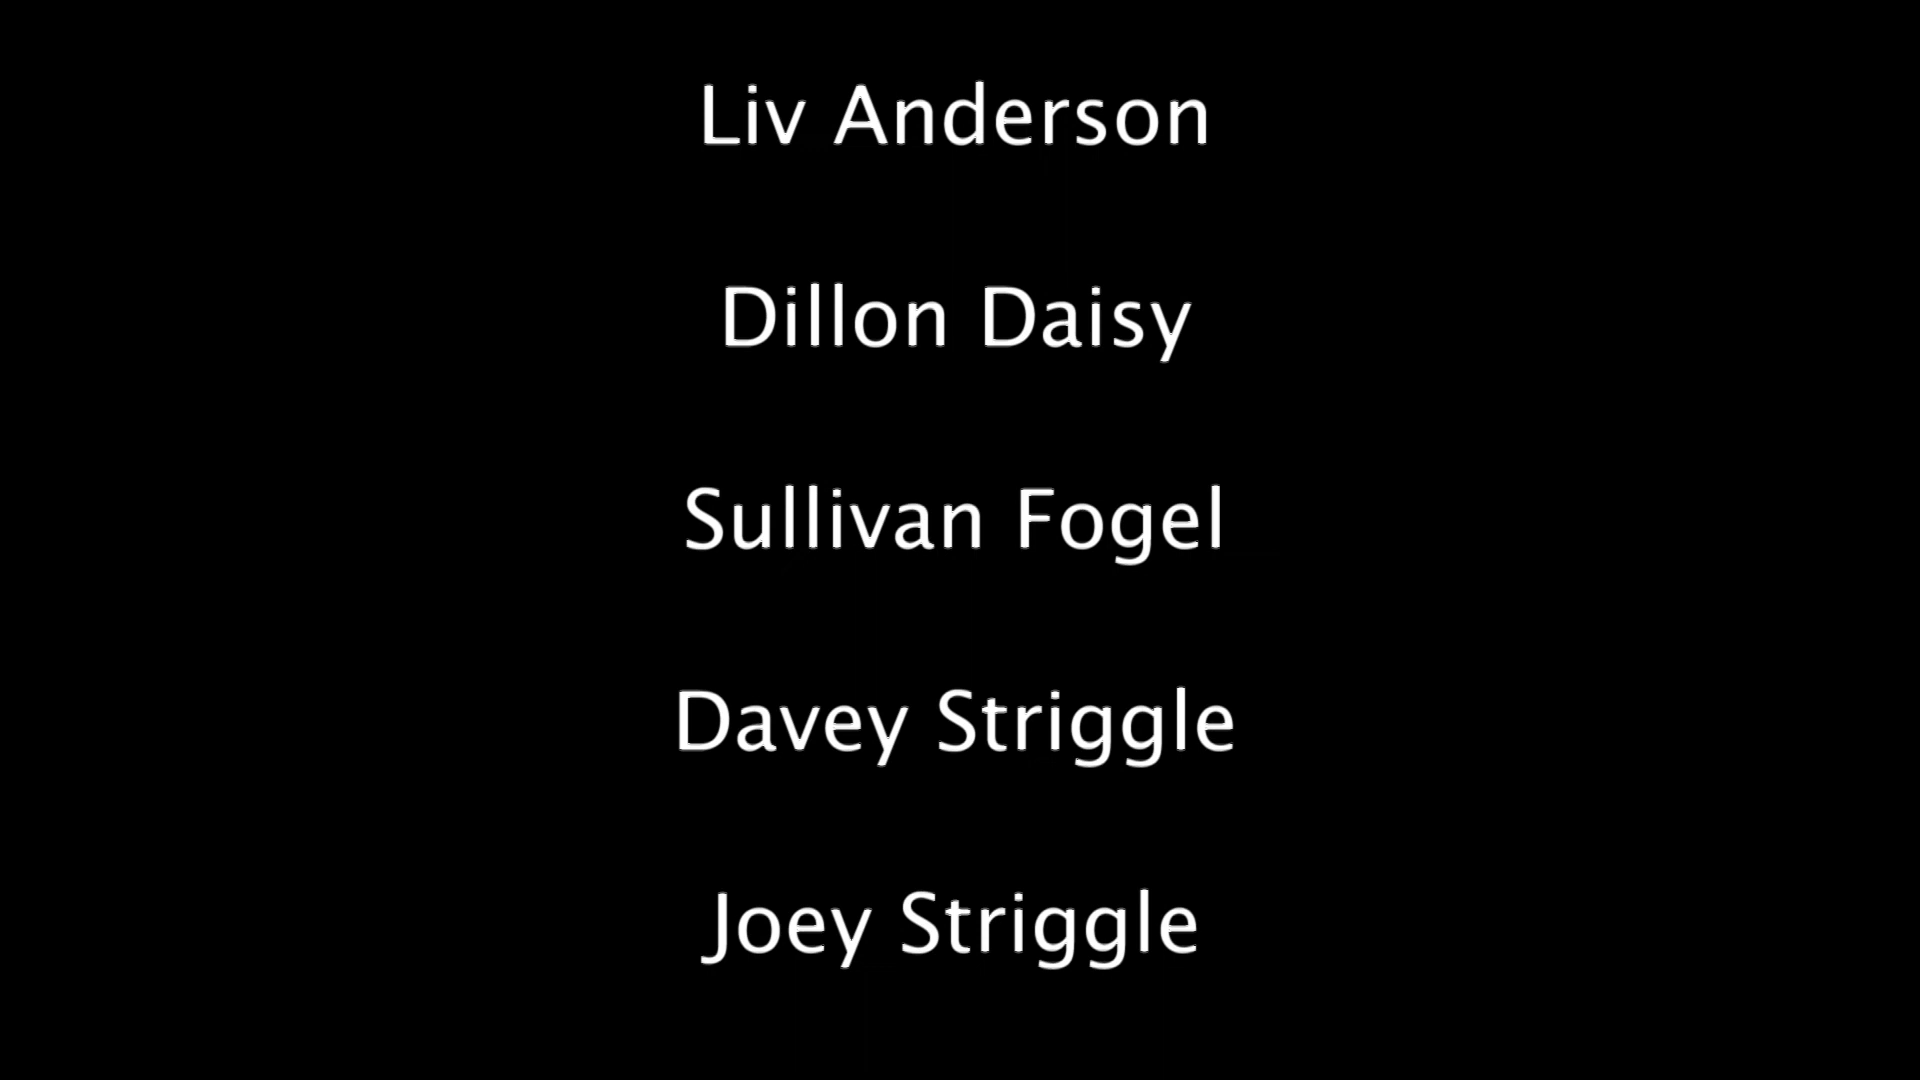 Liv Anderson
Dillon Daisy
Sullivan Fogel
Davey Striggle
Joey Striggle